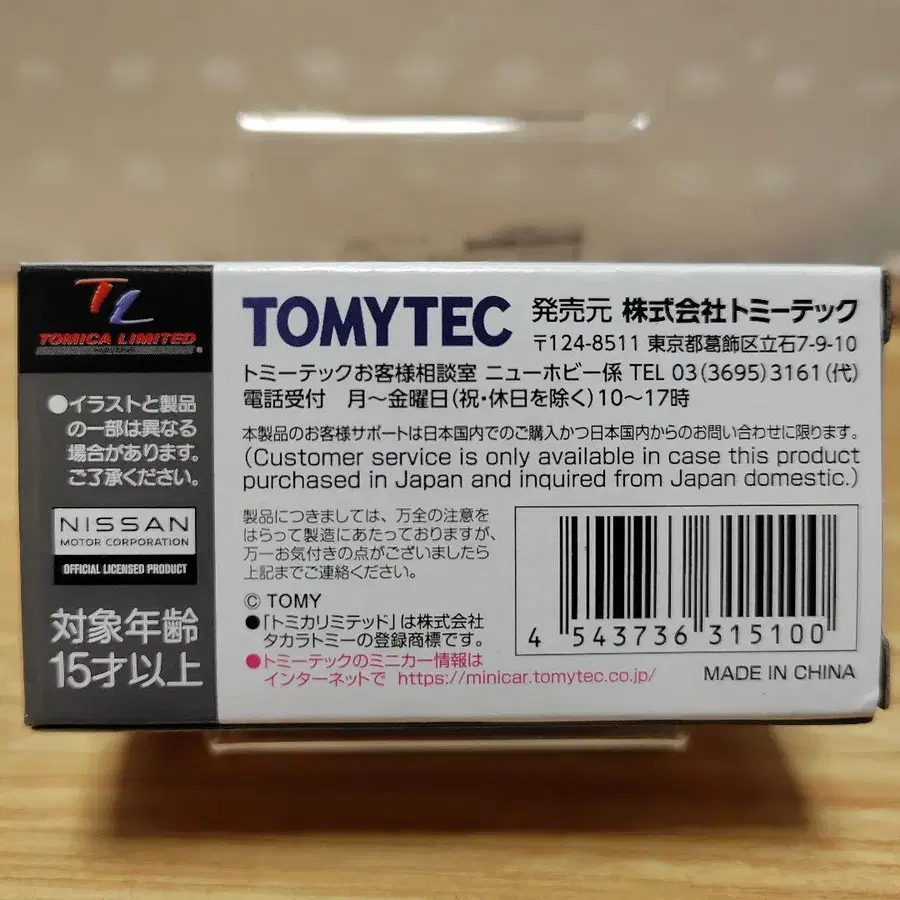 TL
TOMICA LIMITED
●イラストと製品
の一部は異なる
場合があります。
ご了承ください。
NISSAN
MOTOR CORPORATION
OFFICIAL LICENSED PRODUCT
対象年齢
15才以上
TOMYTEC 発売元 株式会社トミーテック
〒124-8511 東京都葛飾区立石7-9-10
トミーテックお客様相談室 ニューホビー係 TEL 03(3695)3161(代)
電話受付 月〜金曜日(祝・休日を除く)10〜17時
本製品のお客様サポートは日本国内でのご購入かつ日本国内からのお問い合わせに限ります。
(Customer service is only available in case this product
purchased in Japan and inquired from Japan domestic.)
製品につきましては、万全の注意を
はらって製造にあたっておりますが、
万一お気付きの点がございましたら
上記までご連絡ください。
© TOMY
●「トミカリミテッド」は株式会社
タカラトミーの登録商標です。
●トミーテックのミニカー情報は
インターネットで https://minicar.tomytec.co.jp/
4 543736 315100
MADE IN CHINA